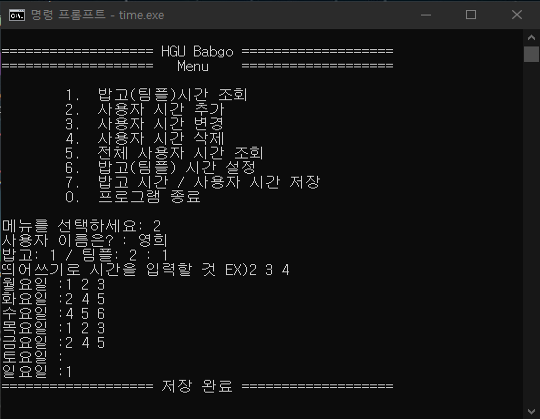 명령 프롬프트 - time.exe
=================== HGU Babgo ===================
=================== Menu ===================
1. 밥고(팀플)시간 조회
2. 사용자 시간 추가
3. 사용자 시간 변경
4. 사용자 시간 삭제
5. 전체 사용자 시간 조회
6. 밥고(팀플) 시간 설정
7. 밥고 시간 / 사용자 시간 저장
0. 프로그램 종료
메뉴를 선택하세요: 2
사용자 이름은? : 영희
밥고: 1 / 팀플: 2 : 1
띄어쓰기로 시간을 입력할 것 EX)2 3 4
월요일 :1 2 3
화요일 :2 4 5
수요일 :4 5 6
목요일 :1 2 3
금요일 :2 4 5
토요일 :
일요일 :1
=================== 저장 완료 ===================